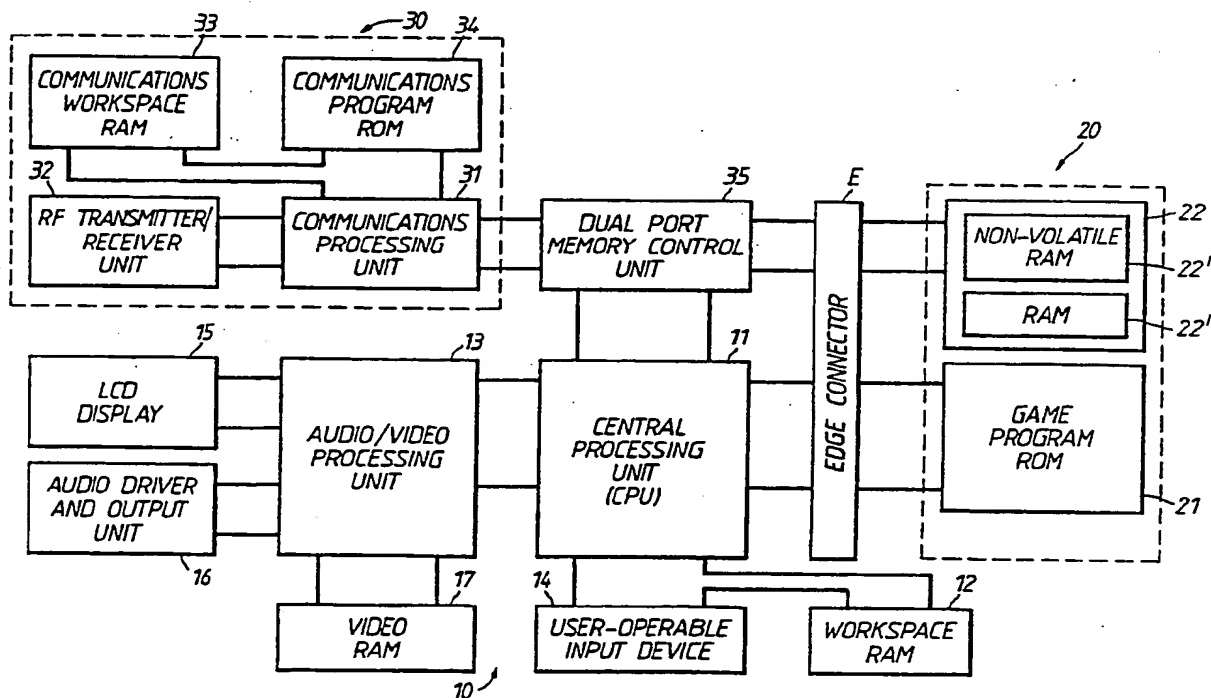 33
30
34
COMMUNICATIONS
WORKSPACE
RAM
COMMUNICATIONS
PROGRAM
ROM
20
32
31
35
E
RF TRANSMITTER/
RECEIVER
UNIT
COMMUNICATIONS
PROCESSING
UNIT
DUAL PORT
MEMORY CONTROL
UNIT
22
NON-VOLATILE
RAM
22'
RAM
22'
15
13
11
LCD
DISPLAY
AUDIO/VIDEO
PROCESSING
UNIT
CENTRAL
PROCESSING
UNIT
(CPU)
EDGE CONNECTOR
GAME
PROGRAM
ROM
AUDIO DRIVER
AND OUTPUT
UNIT
21
16
17
14
12
VIDEO
RAM
USER-OPERABLE
INPUT DEVICE
WORKSPACE
RAM
10